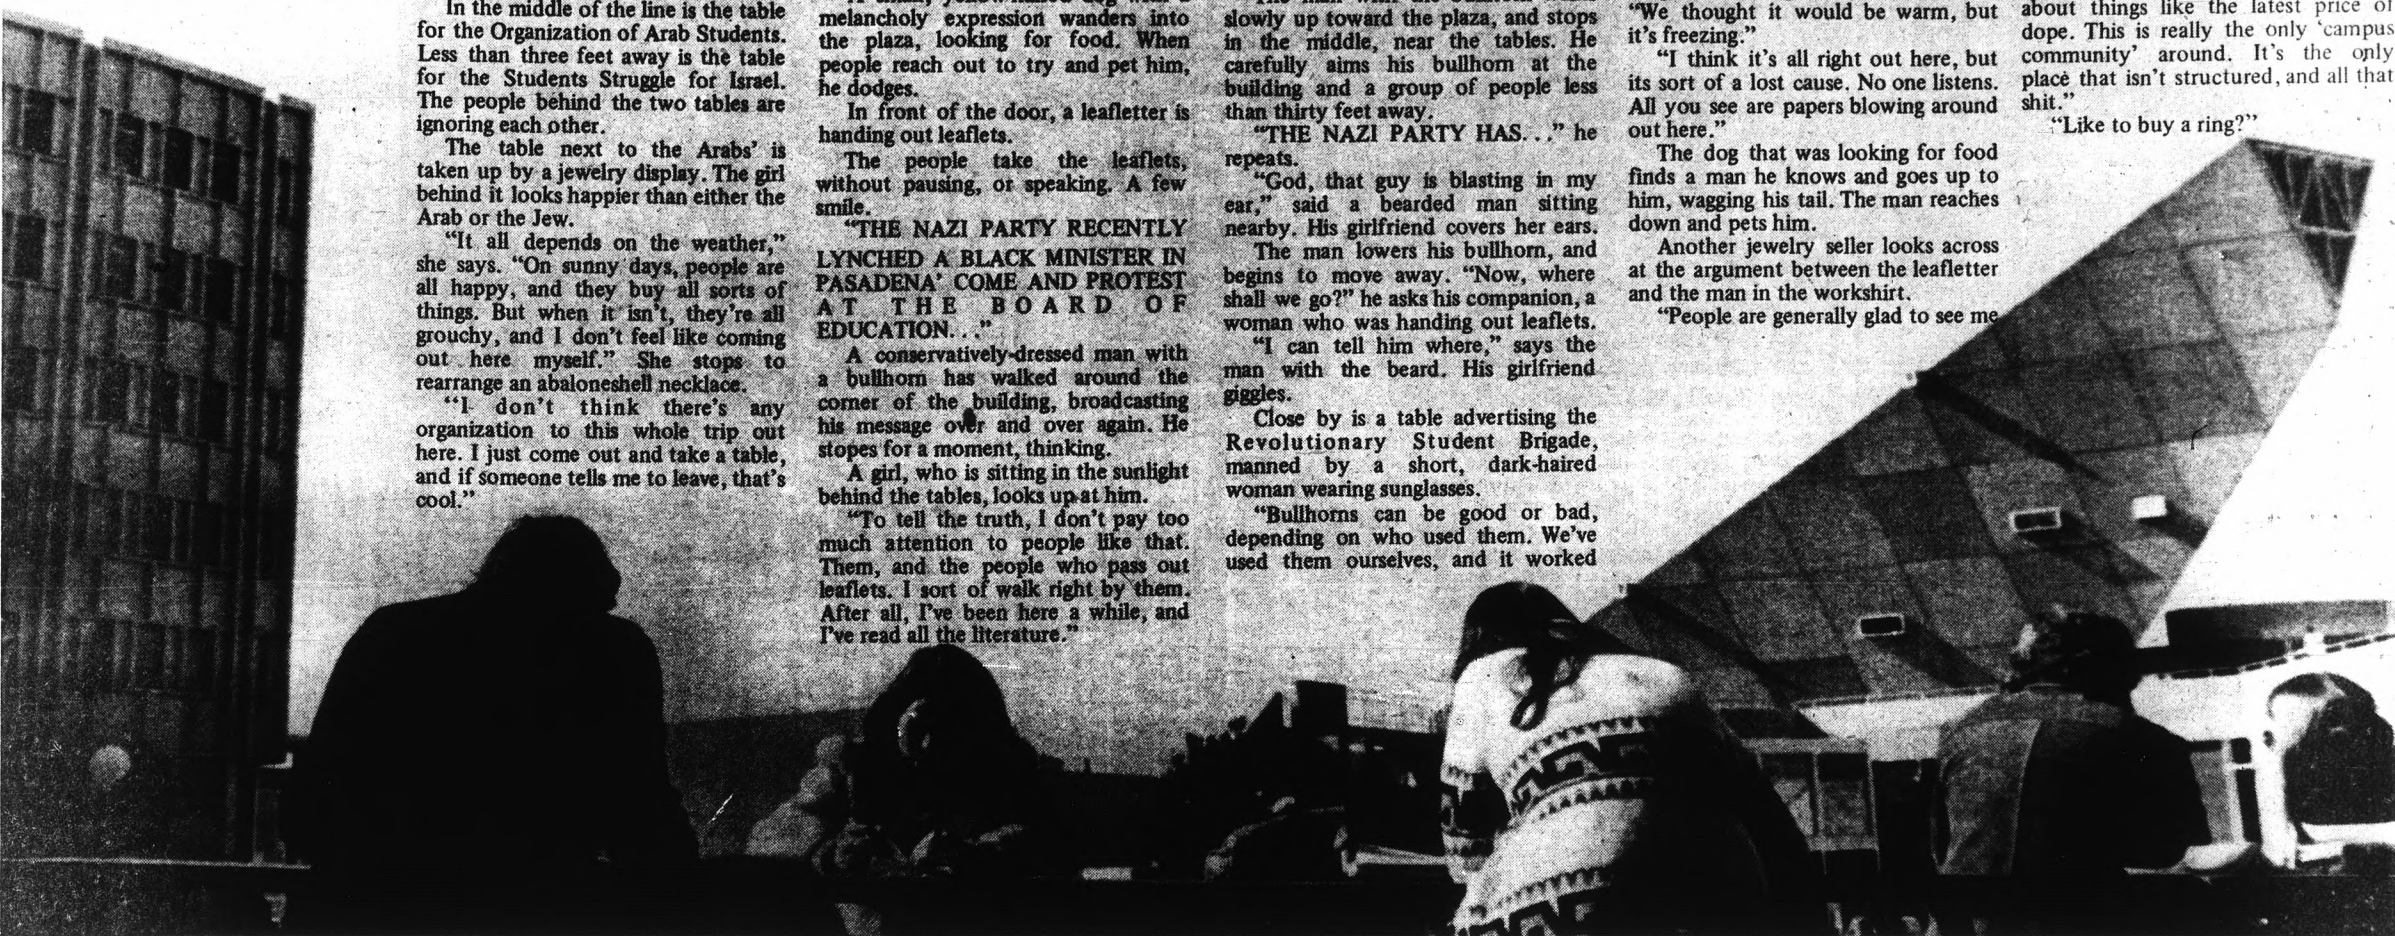 In the middle of the line is the table
for the Organization of Arab Students.
Less than three feet away is the table
for the Students Struggle for Israel.
The people behind the two tables are
ignoring each other.
The table next to the Arabs' is
taken up by a jewelry display. The girl
behind it looks happier than either the
Arab or the Jew.
"It all depends on the weather,"
she says. "On sunny days, people are
all happy, and they buy all sorts of
things. But when it isn't, they're all
grouchy, and I don't feel like coming
out here myself." She stops to
rearrange an abaloneshell necklace.
"I don't think there's any
organization to this whole trip out
here. I just come out and take a table,
and if someone tells me to leave, that's
cool."
melancholy expression wanders into
the plaza, looking for food. When
people reach out to try and pet him,
he dodges.
In front of the door, a leafletter is
handing out leaflets.
The people take the leaflets,
without pausing, or speaking. A few
smile.
"THE NAZI PARTY RECENTLY
LYNCHED A BLACK MINISTER IN
PASADENA' COME AND PROTEST
AT THE BOARD OF
EDUCATION. . ."
A conservatively-dressed man with
a bullhorn has walked around the
corner of the building, broadcasting
his message over and over again. He
stopes for a moment, thinking.
A girl, who is sitting in the sunlight
behind the tables, looks up at him.
"To tell the truth, I don't pay too
much attention to people like that.
Them, and the people who pass out
leaflets. I sort of walk right by them.
After all, I've been here a while, and
I've read all the literature."
slowly up toward the plaza, and stops
in the middle, near the tables. He
carefully aims his bullhorn at the
building and a group of people less
than thirty feet away.
"THE NAZI PARTY HAS. . ." he
repeats.
"God, that guy is blasting in my
ear," said a bearded man sitting
nearby. His girlfriend covers her ears.
The man lowers his bullhorn, and
begins to move away. "Now, where
shall we go?" he asks his companion, a
woman who was handing out leaflets.
"I can tell him where," says the
man with the beard. His girlfriend
giggles.
Close by is a table advertising the
Revolutionary Student Brigade,
manned by a short, dark-haired
woman wearing sunglasses.
"Bullhorns can be good or bad,
depending on who used them. We've
used them ourselves, and it worked
"We thought it would be warm, but
it's freezing."
"I think it's all right out here, but
its sort of a lost cause. No one listens.
All you see are papers blowing around
out here."
The dog that was looking for food
finds a man he knows and goes up to
him, wagging his tail. The man reaches
down and pets him.
Another jewelry seller looks across
at the argument between the leafletter
and the man in the workshirt.
"People are generally glad to see me
about things like the latest price of
dope. This is really the only 'campus
community' around. It's the only
place that isn't structured, and all that
shit."
"Like to buy a ring?"